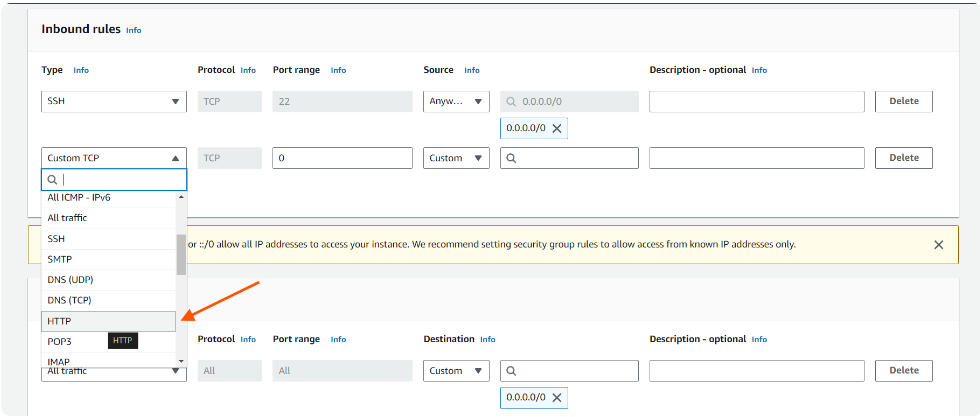 Inbound rules Info
Type Info Protocol Info Port range Info Source Info Description - optional Info
SSH TCP 22 Anyw... 0.0.0.0/0 Delete
0.0.0.0/0
Custom TCP TCP 0 Custom Delete
All ICMP - IPv6
All traffic
SSH
or ::/0 allow all IP addresses to access your instance. We recommend setting security group rules to allow access from known IP addresses only.
SMTP
DNS (UDP)
DNS (TCP)
HTTP
POP3 HTTP
Protocol Info Port range Info Destination Info Description - optional Info
IMAP
All traffic All All Custom Delete
0.0.0.0/0